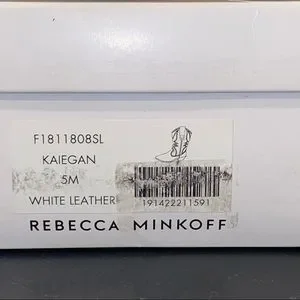 F1811808SL
KAIEGAN
5M
WHITE LEATHER
191422211591
REBECCA MINKOFF